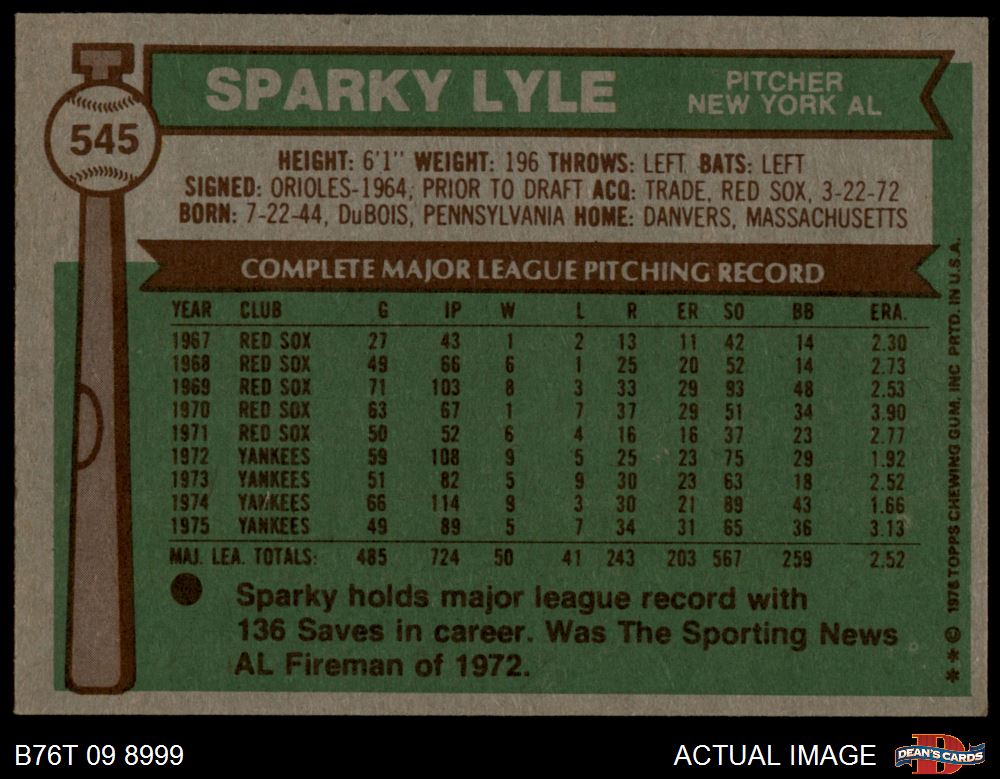 545
SPARKY LYLE
PITCHER
NEW YORK AL
HEIGHT: 6'1" WEIGHT: 196 THROWS: LEFT BATS: LEFT
SIGNED: ORIOLES-1964, PRIOR TO DRAFT ACQ: TRADE, RED SOX, 3-22-72
BORN: 7-22-44, DuBOIS, PENNSYLVANIA HOME: DANVERS, MASSACHUSETTS
COMPLETE MAJOR LEAGUE PITCHING RECORD
YEAR CLUB G IP W L R ER SO BB ERA.
1967 RED SOX 27 43 1 2 13 11 42 14 2.30
1968 RED SOX 49 66 6 1 25 20 52 14 2.73
1969 RED SOX 71 103 8 3 33 29 93 48 2.53
1970 RED SOX 63 67 1 7 37 29 51 34 3.90
1971 RED SOX 50 52 6 4 16 16 37 23 2.77
1972 YANKEES 59 108 9 5 25 23 75 29 1.92
1973 YANKEES 51 82 5 9 30 23 63 18 2.52
1974 YANKEES 66 114 9 3 30 21 89 43 1.66
1975 YANKEES 49 89 5 7 34 31 65 36 3.13
MAJ. LEA. TOTALS: 485 724 50 41 243 203 567 259 2.52
Sparky holds major league record with
136 Saves in career. Was The Sporting News
AL Fireman of 1972.
** © 1976 TOPPS CHEWING GUM, INC PRTD. IN U.S.A.
B76T 09 8999
ACTUAL IMAGE
D
DEAN'S CARDS